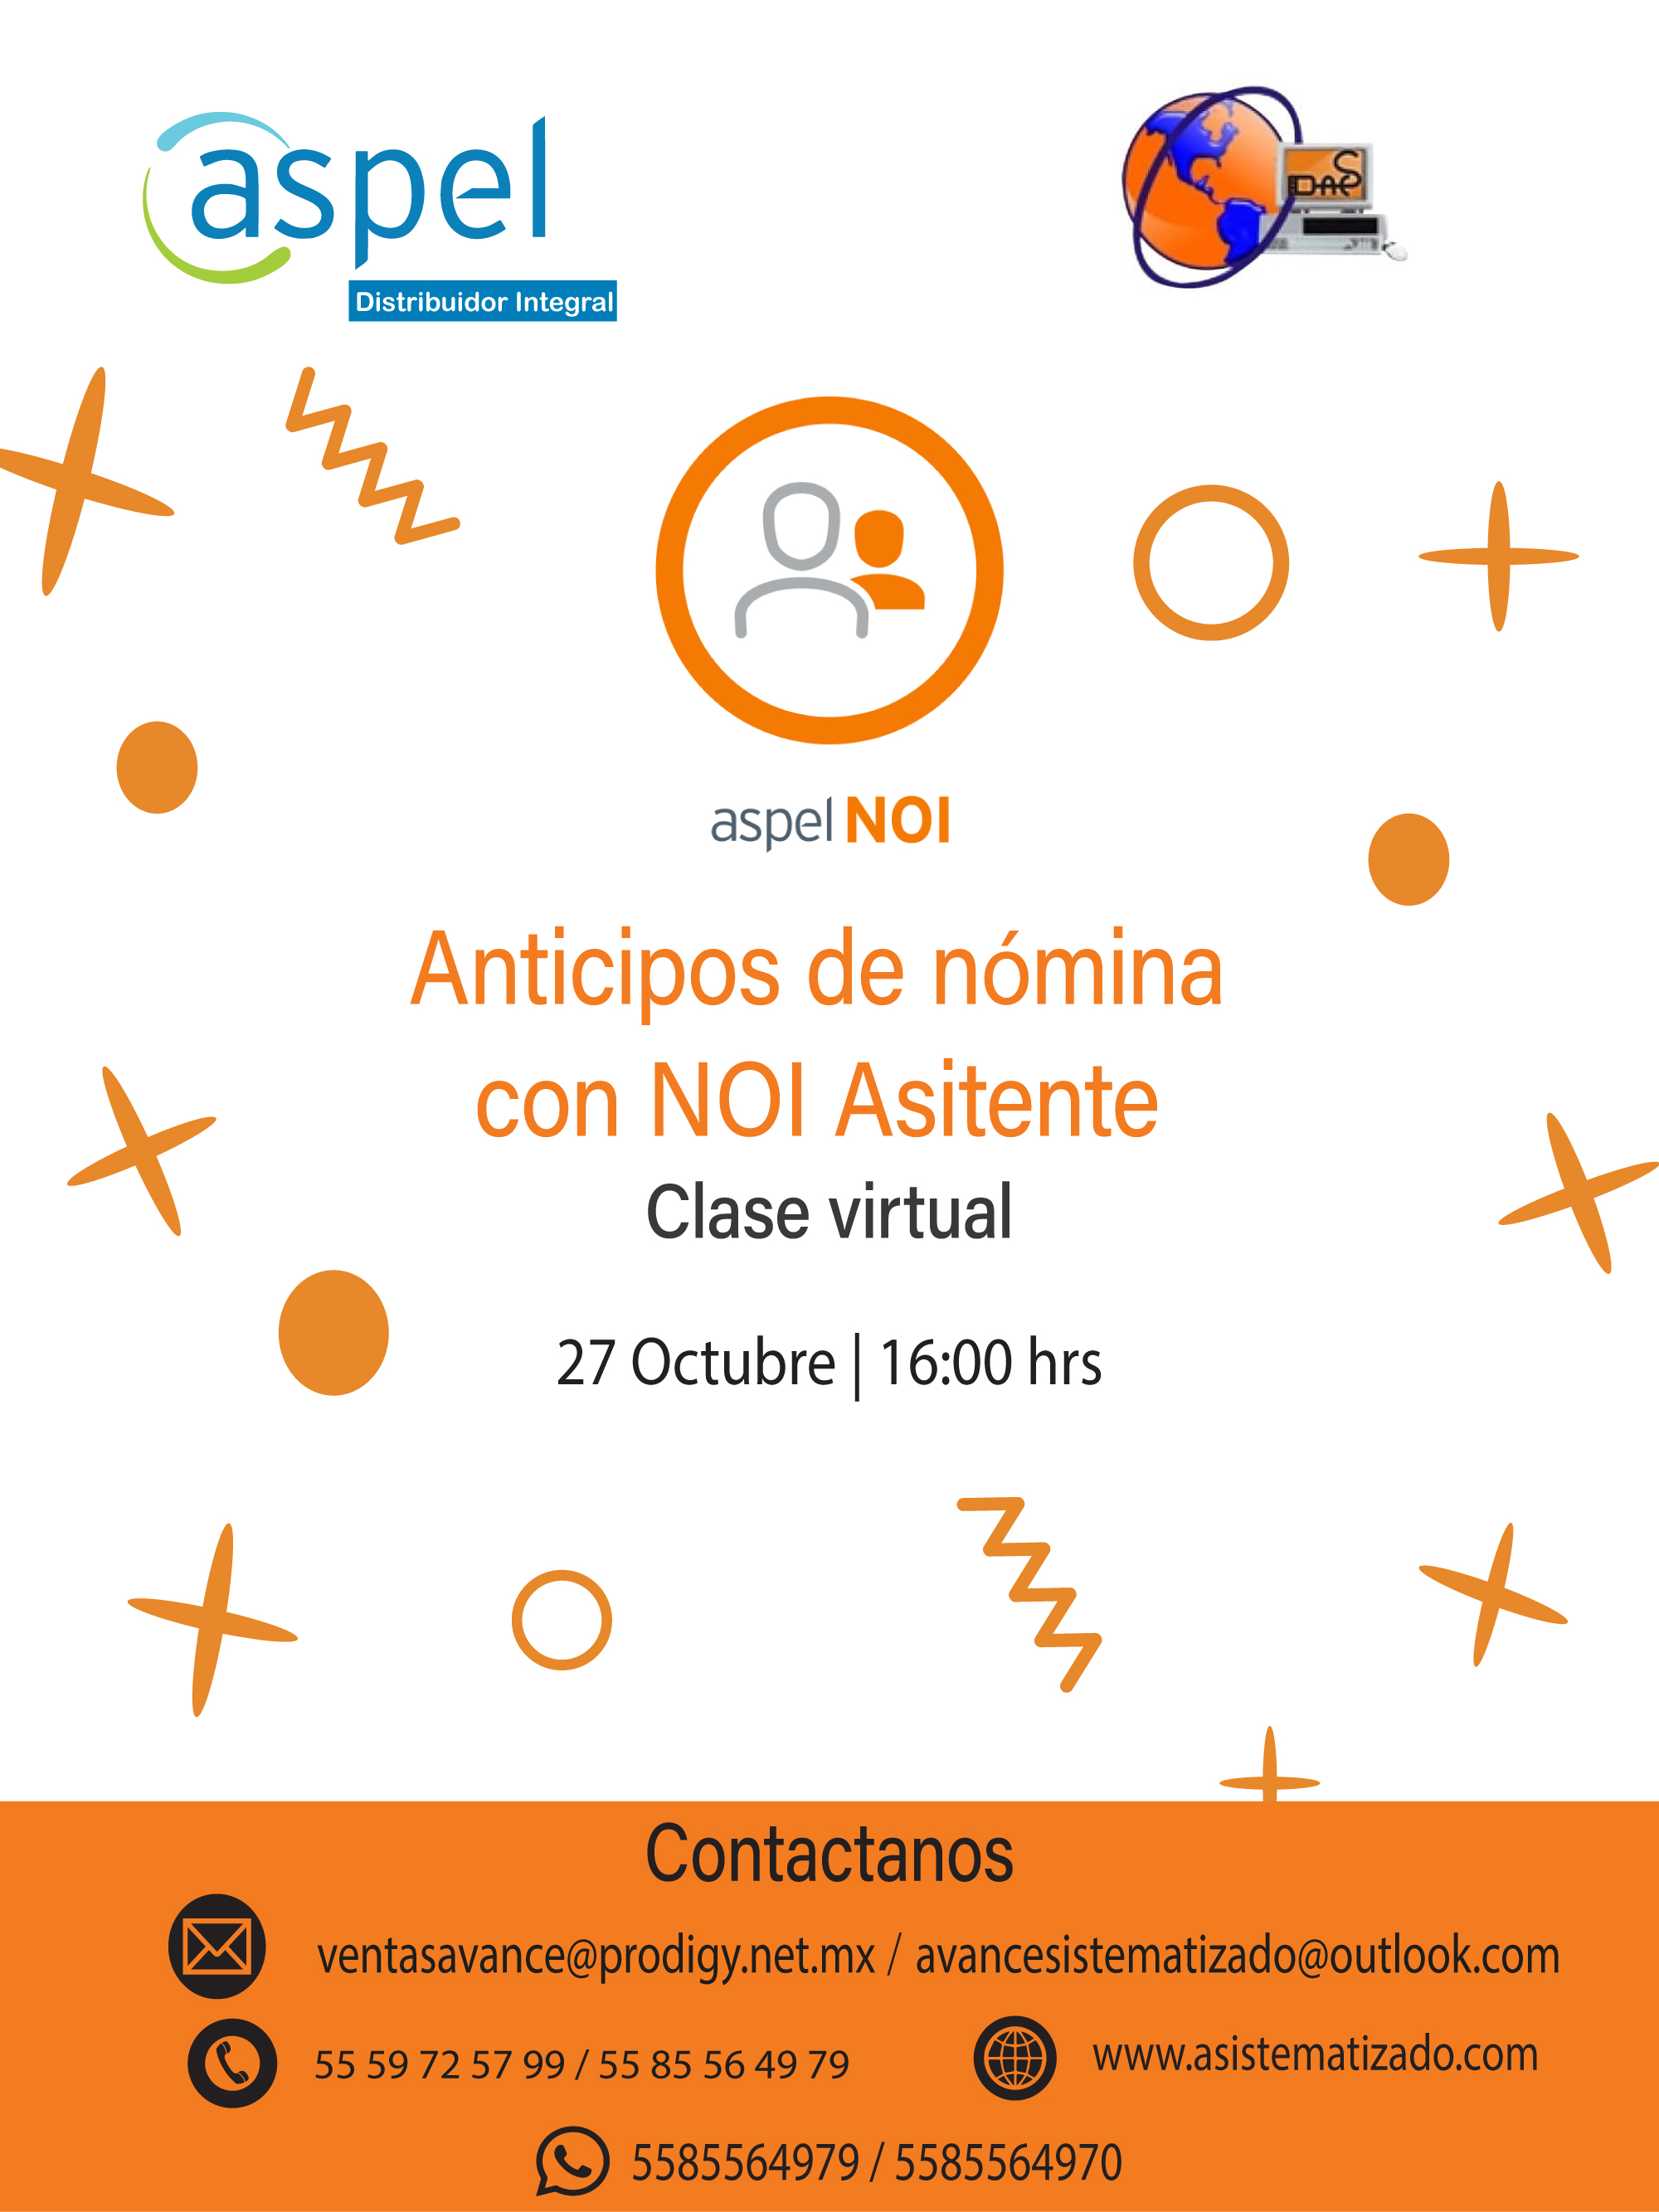 aspel
Distribuidor Integral
DAES
aspel NOI
Anticipos de nómina
con NOI Asitente
Clase virtual
27 Octubre | 16:00 hrs
Contactanos
ventasavance@prodigy.net.mx / avancesistematizado@outlook.com
55 59 72 57 99 / 55 85 56 49 79
www.asistematizado.com
5585564979 / 5585564970